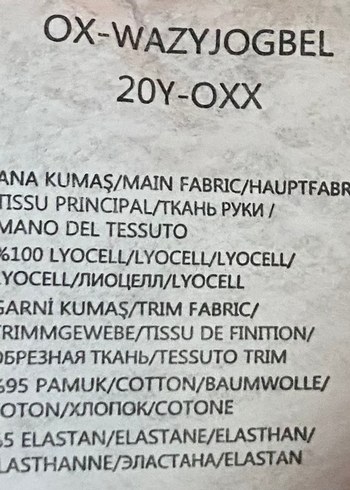 OX-WAZYJOGBEL
20Y-OXX
ANA KUMAŞ/MAIN FABRIC/HAUPTFABR
TISSU PRINCIPAL/ТКАНЬ РУКИ /
MANO DEL TESSUTO
%100 LYOCELL/LYOCELL/LYOCELL/
LYOCELL/ЛИОЦЕЛЛ/LYOCELL
GARNİ KUMAŞ/TRIM FABRIC/
TRIMMGEWEBE/TISSU DE FINITION/
ОБРЕЗНАЯ ТКАНЬ/TESSUTO TRIM
%95 PAMUK/COTTON/BAUMWOLLE/
COTON/ХЛОПОК/COTONE
%5 ELASTAN/ELASTANE/ELASTHAN/
ELASTHANNE/ЭЛАСТАНА/ELASTAN